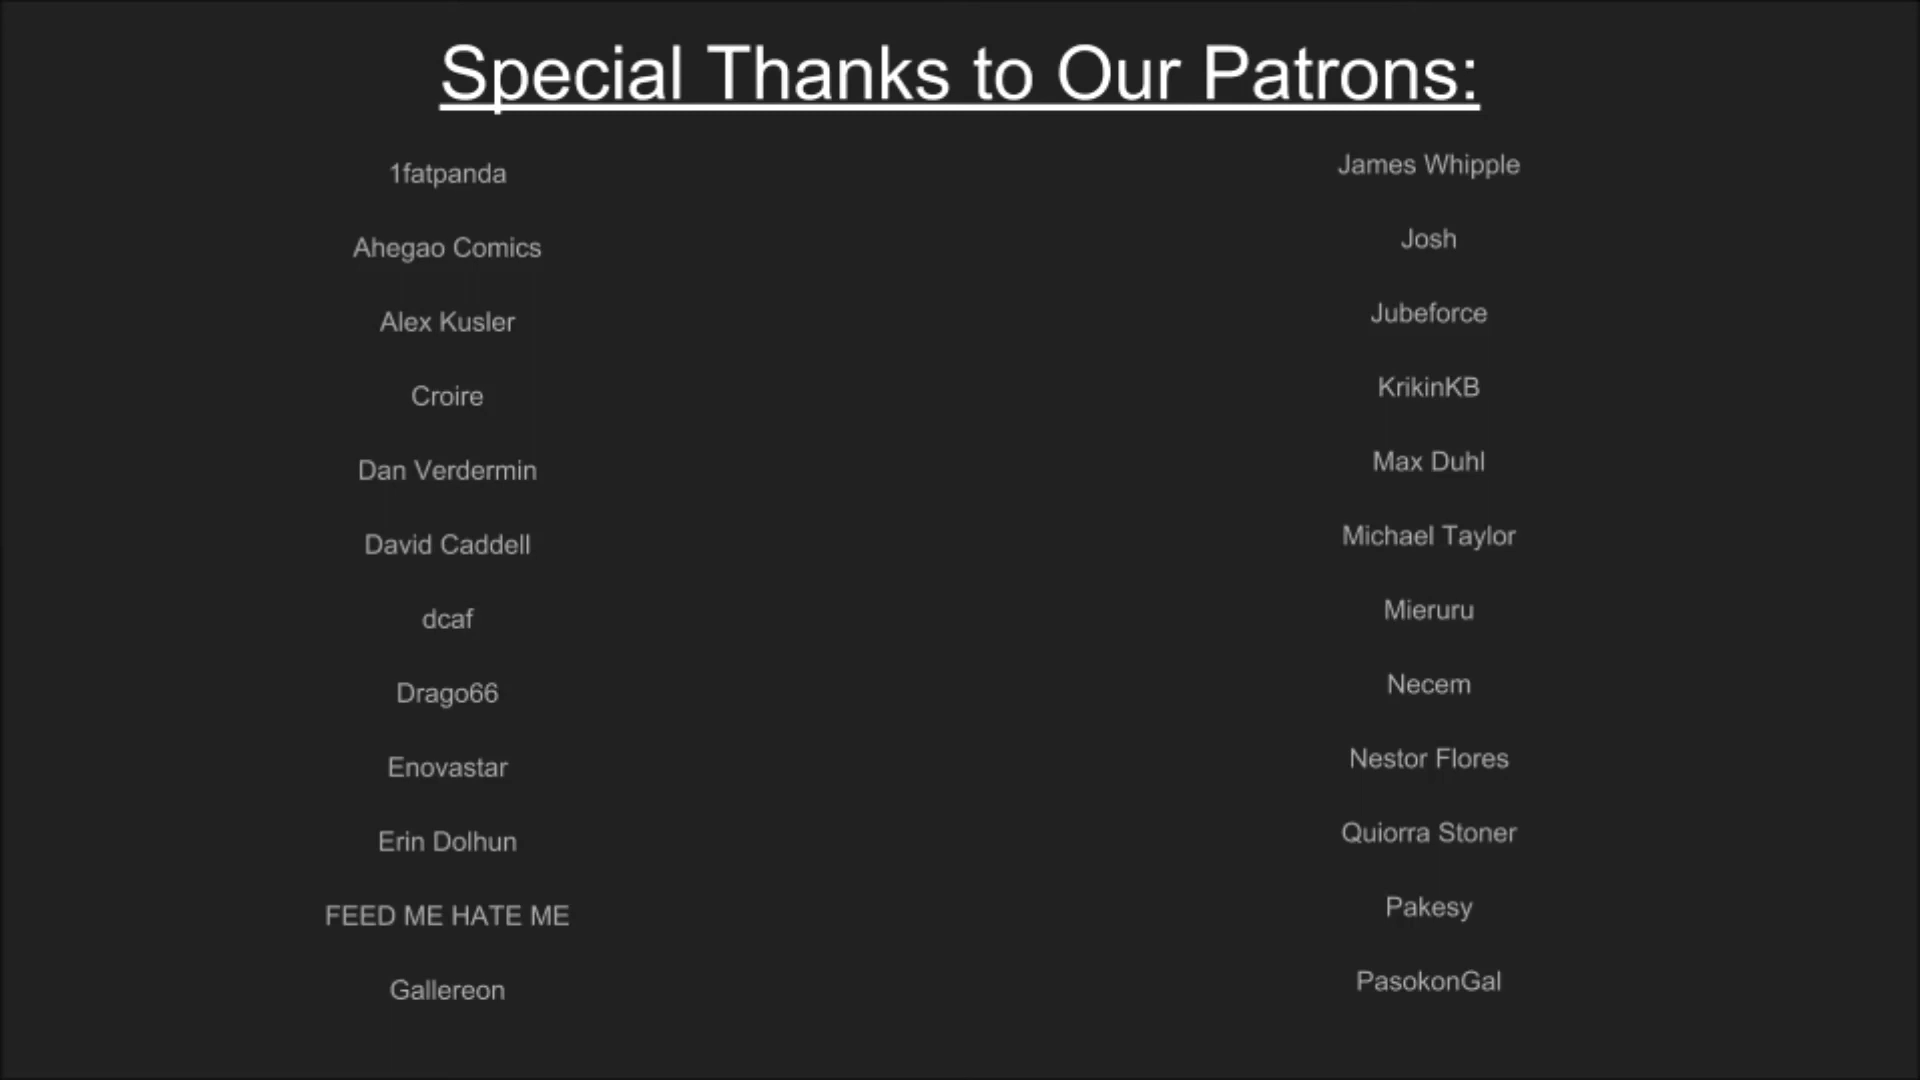 Special Thanks to Our Patrons:
1fatpanda
Ahegao Comics
Alex Kusler
Croire
Dan Verdermin
David Caddell
dcaf
Drago66
Enovastar
Erin Dolhun
FEED ME HATE ME
Gallereon
James Whipple
Josh
Jubeforce
KrikinKB
Max Duhl
Michael Taylor
Mieruru
Necem
Nestor Flores
Quiorra Stoner
Pakesy
PasokonGal